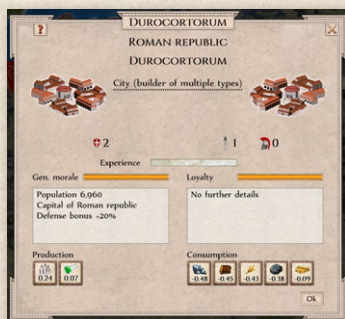 ?
DUROCORTORUM
ROMAN REPUBLIC
DUROCORTORUM
City (builder of multiple types)
2 1 0
Experience
Gen. morale Loyalty
Population 6,960 No further details
Capital of Roman republic
Defense bonus -20%
Production Consumption
0.24 0.07 -0.48 -0.45 -0.43 -0.38 -0.09
Ok